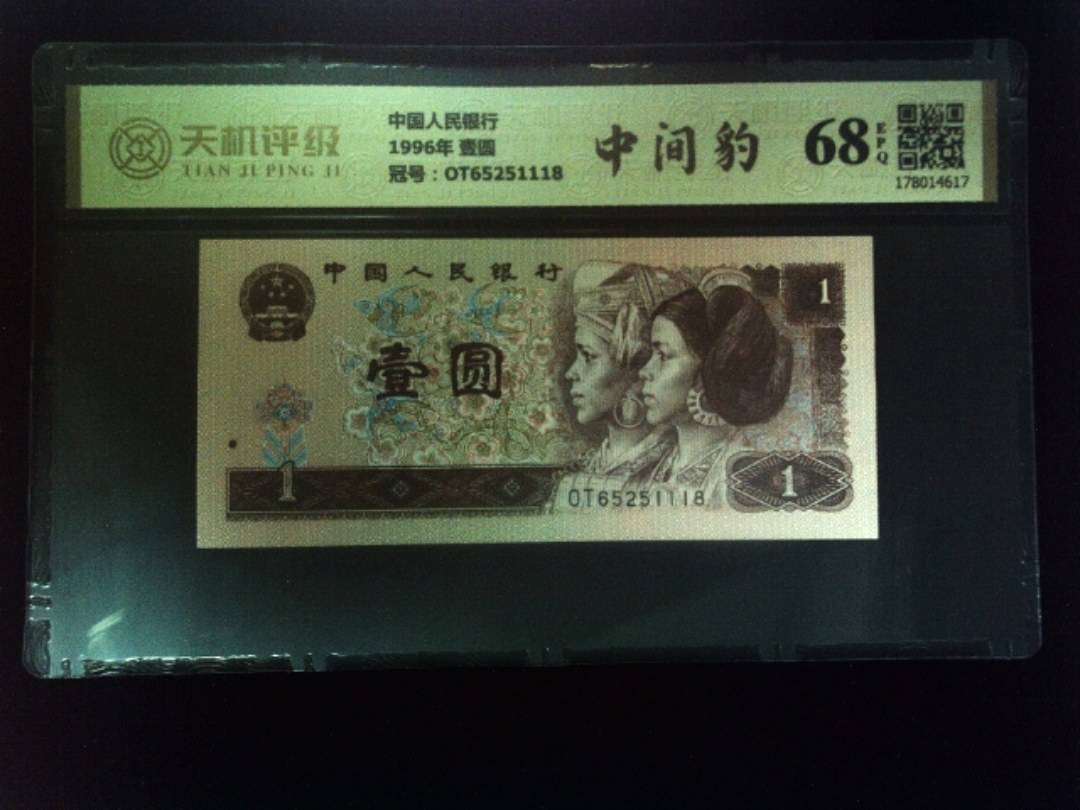 天机评级
TIAN JI PING JI
中国人民银行
1996年 壹圆
冠号：OT65251118
中间豹
68
EPQ
178014617
中国人民银行
1
壹圆
1
OT65251118
1